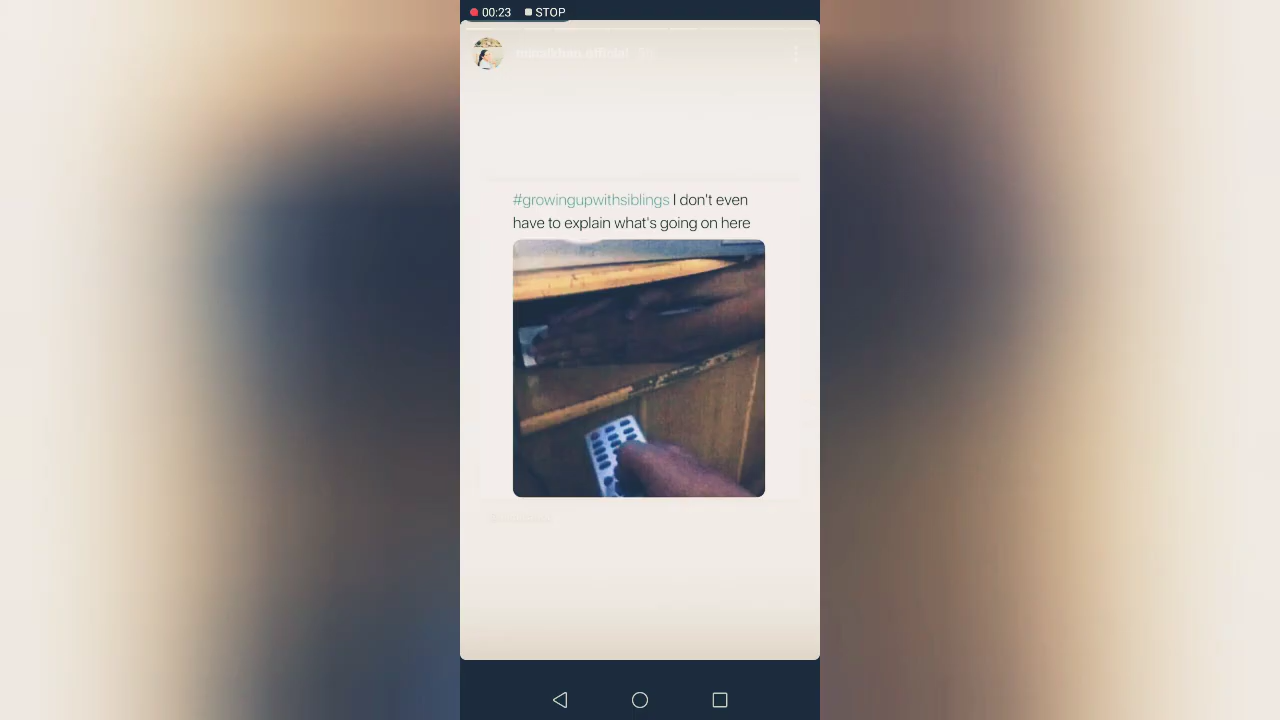 00:23 STOP
#growingupwithsiblings I don't even
have to explain what's going on here